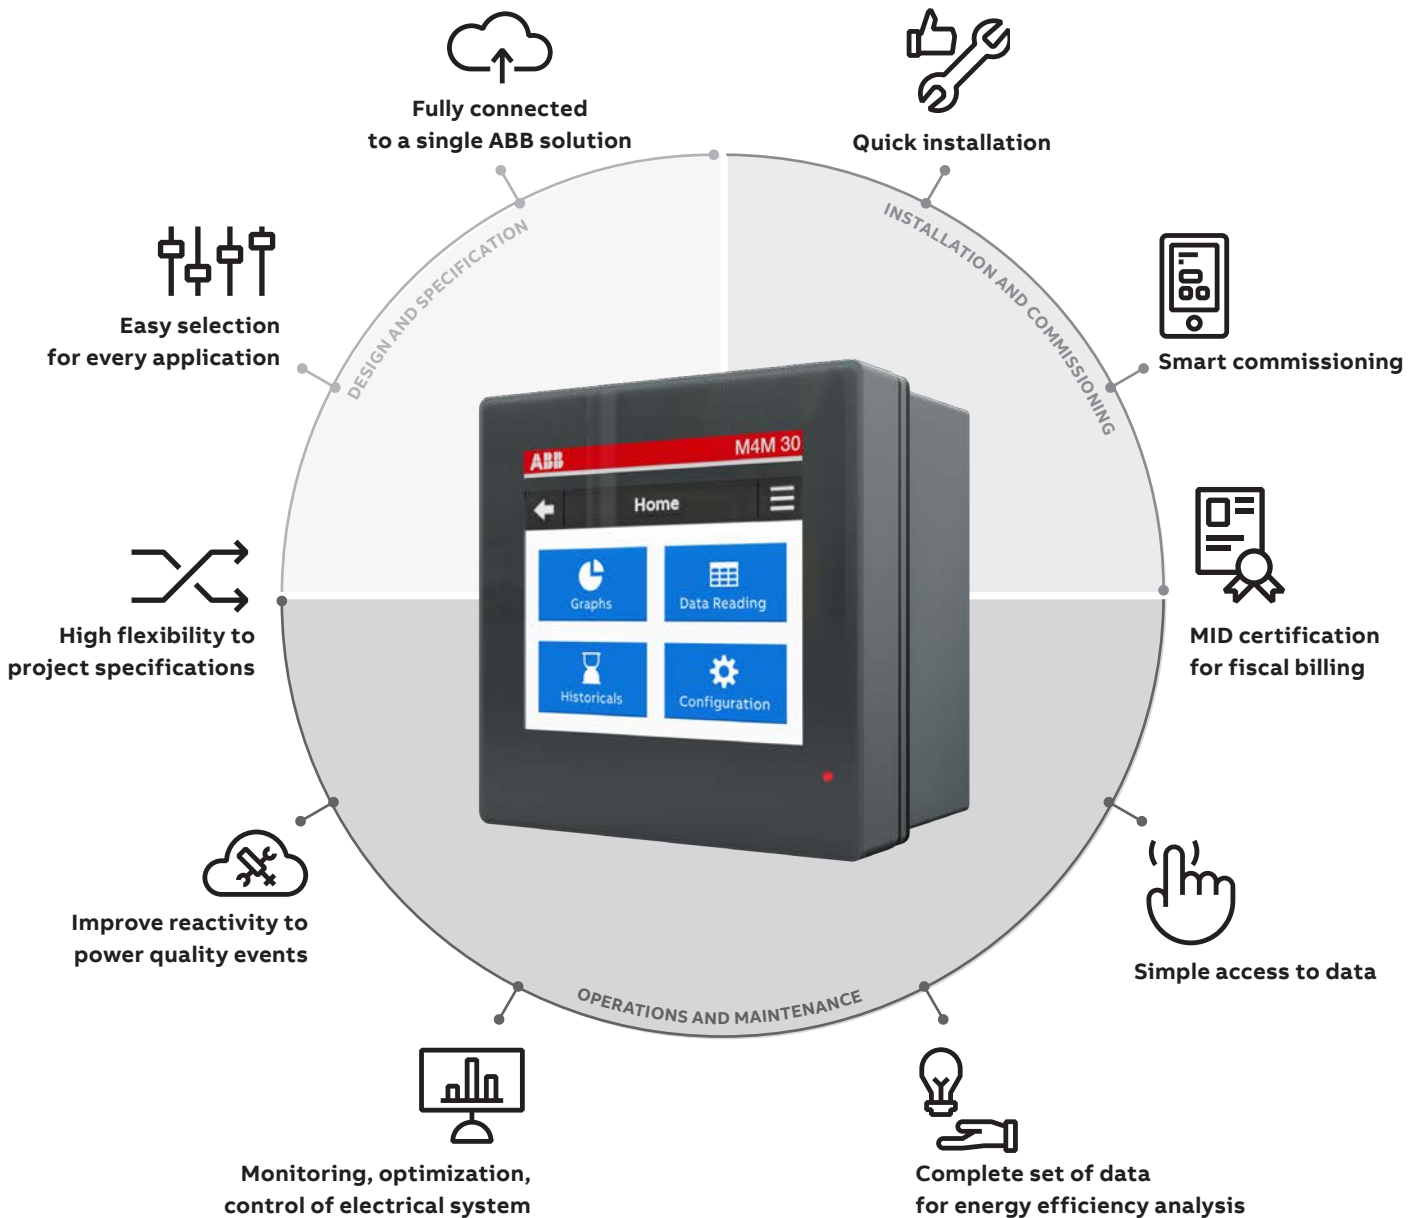 Fully connected
to a single ABB solution
Quick installation
DESIGN AND SPECIFICATION
INSTALLATION AND COMMISSIONING
Easy selection
for every application
Smart commissioning
ABB
M4M 30
Home
Graphs
Data Reading
Historicals
Configuration
High flexibility to
project specifications
MID certification
for fiscal billing
Improve reactivity to
power quality events
Simple access to data
OPERATIONS AND MAINTENANCE
Monitoring, optimization,
control of electrical system
Complete set of data
for energy efficiency analysis